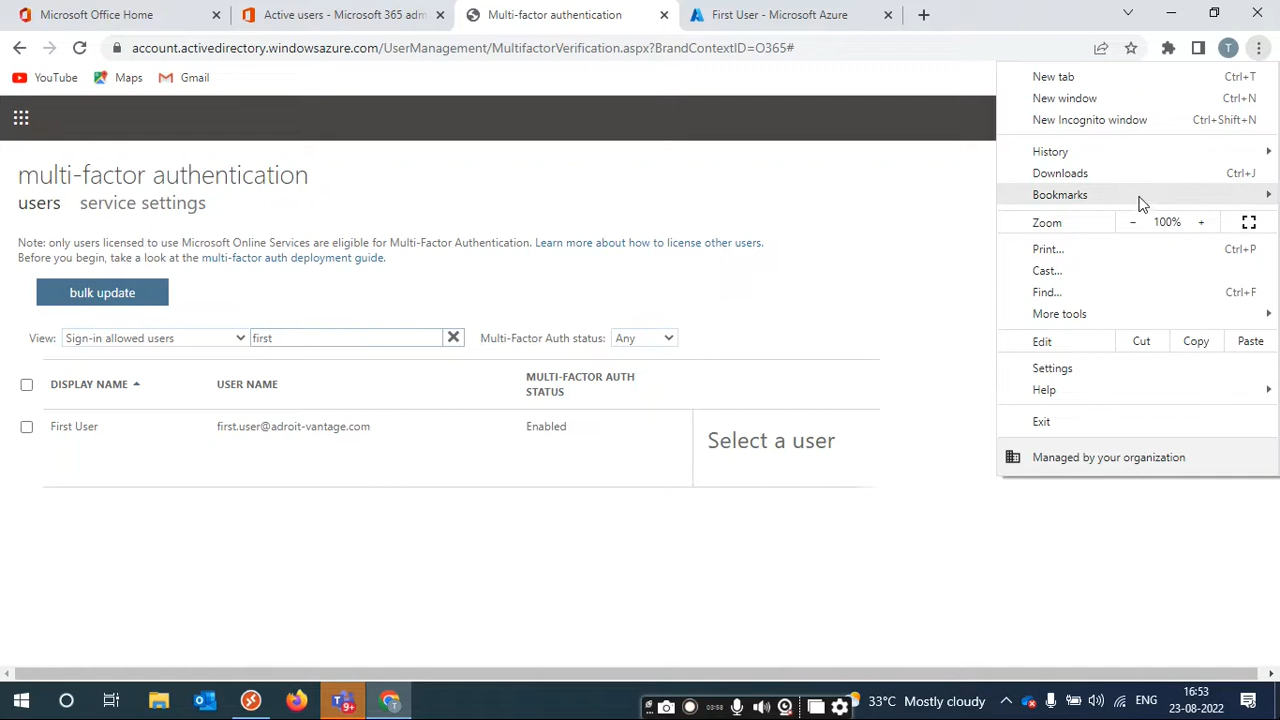 Microsoft Office Home
Active users - Microsoft 365 adm
Multi-factor authentication
First User - Microsoft Azure
account.activedirectory.windowsazure.com/UserManagement/MultifactorVerification.aspx?BrandContextID=O365#
T
YouTube
Maps
Gmail
New tab Ctrl+T
New window Ctrl+N
New Incognito window Ctrl+Shift+N
History
Downloads Ctrl+J
Bookmarks
Zoom − 100% +
Print... Ctrl+P
Cast...
Find... Ctrl+F
More tools
Edit Cut Copy Paste
Settings
Help
Exit
Managed by your organization
multi-factor authentication
users service settings
Note: only users licensed to use Microsoft Online Services are eligible for Multi-Factor Authentication. Learn more about how to license other users.
Before you begin, take a look at the multi-factor auth deployment guide.
bulk update
View: Sign-in allowed users first Multi-Factor Auth status: Any
DISPLAY NAME USER NAME MULTI-FACTOR AUTH
STATUS
First User first.user@adroit-vantage.com Enabled
Select a user
9+
T
03:58
33°C Mostly cloudy
ENG
16:53
23-08-2022